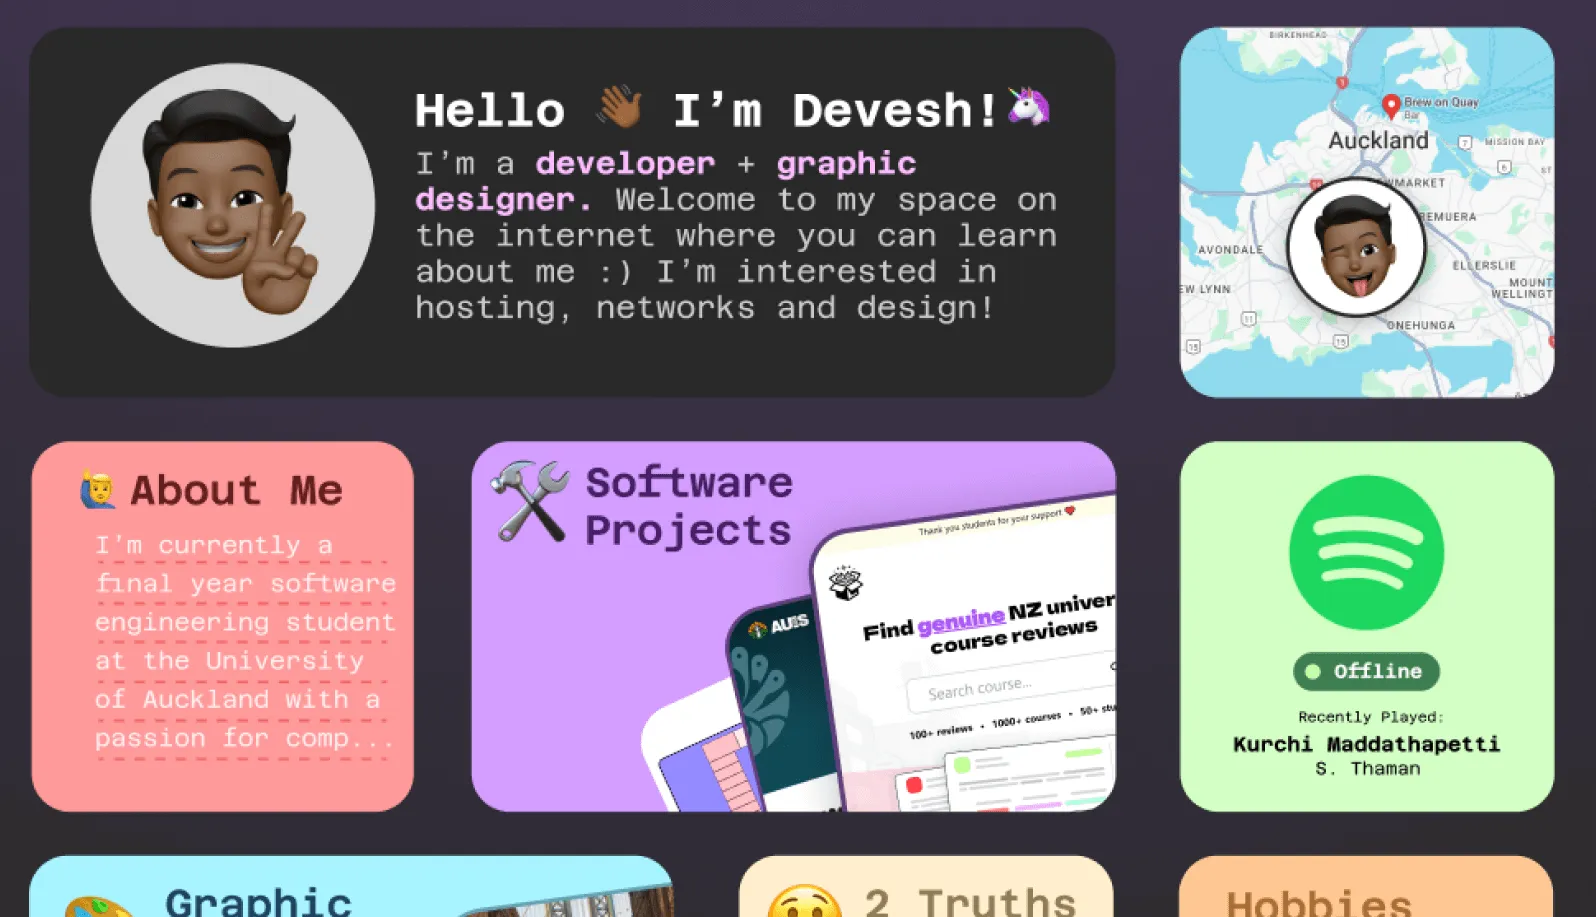 Hello 👋🏾 I’m Devesh!🦄
I’m a developer + graphic
designer. Welcome to my space on
the internet where you can learn
about me :) I’m interested in
hosting, networks and design!
BIRKENHEAD
Brew on Quay
Bar
Auckland
MISSION BAY
ST
EWMARKET
REMUERA
AVONDALE
ELLERSLIE
EW LYNN
MOUNT
WELLINGT
ONEHUNGA
About Me
I’m currently a
final year software
engineering student
at the University
of Auckland with a
passion for comp...
Software
Projects
Thank you students for your support ❤️
Find genuine NZ univer
course reviews
Search course...
100+ reviews • 1000+ courses • 50+ stu
Offline
Recently Played:
Kurchi Maddathapetti
S. Thaman
Graphic
2 Truths
Hobbies